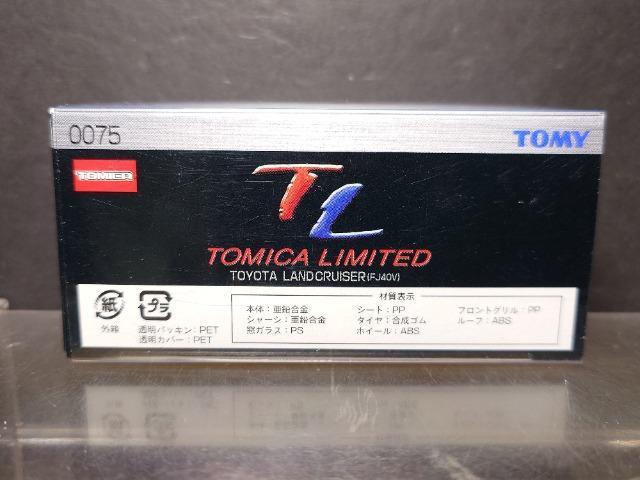 0075
TOMY
TOMICA
TL
TOMICA LIMITED
TOYOTA LANDCRUISER(FJ40V)
材質表示
紙
プラ
外箱
透明パッキン:PET
透明カバー:PET
本体:亜鉛合金
シャーシ:亜鉛合金
窓ガラス:PS
シート:PP
タイヤ:合成ゴム
ホイール:ABS
フロントグリル:PP
ルーフ:ABS